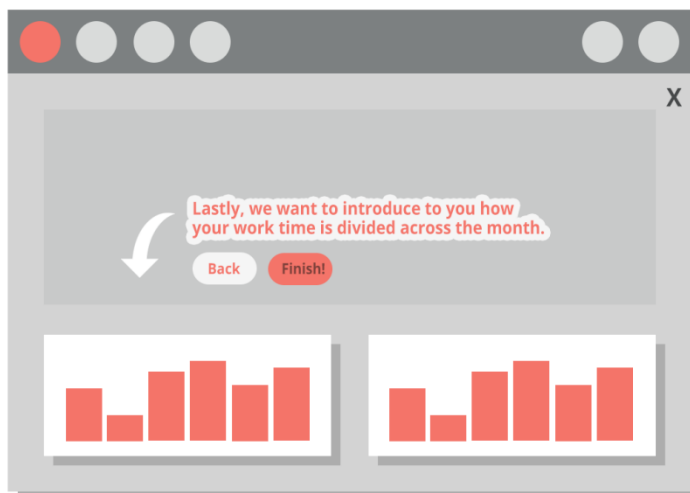 X
Lastly, we want to introduce to you how
your work time is divided across the month.
Back Finish!